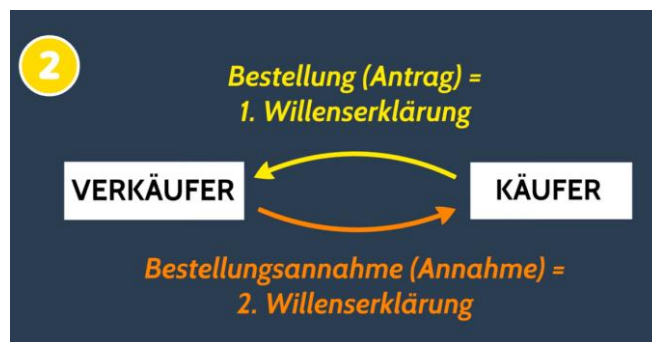 2
Bestellung (Antrag) =
1. Willenserklärung
VERKÄUFER
KÄUFER
Bestellungsannahme (Annahme) =
2. Willenserklärung